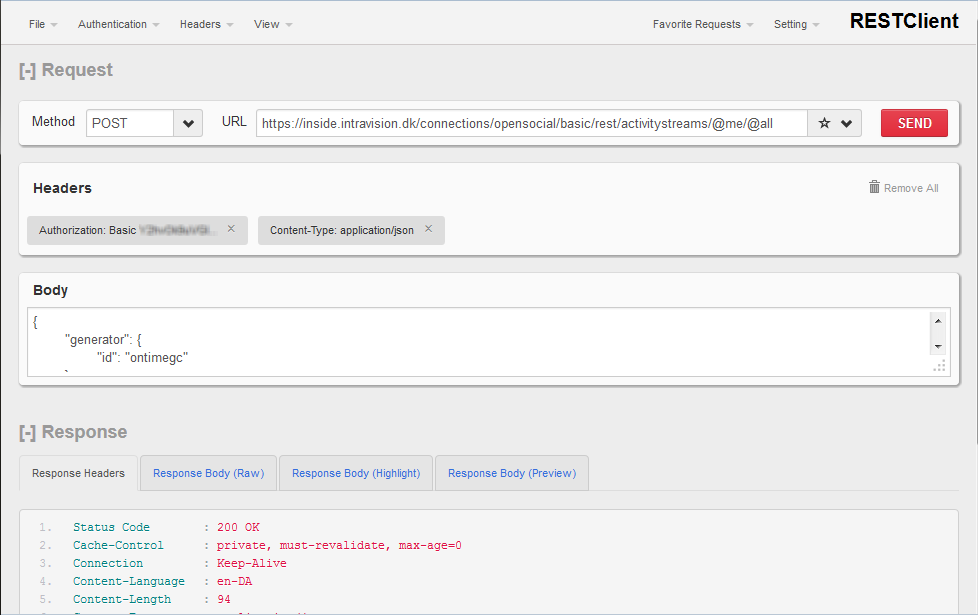 File Authentication Headers View Favorite Requests Setting RESTClient
[-] Request
Method POST URL https://inside.intravision.dk/connections/opensocial/basic/rest/activitystreams/@me/@all SEND
Headers Remove All
Authorization: Basic × Content-Type: application/json ×
Body
{
"generator": {
"id": "ontimegc"
[-] Response
Response Headers Response Body (Raw) Response Body (Highlight) Response Body (Preview)
1. Status Code : 200 OK
2. Cache-Control : private, must-revalidate, max-age=0
3. Connection : Keep-Alive
4. Content-Language : en-DA
5. Content-Length : 94